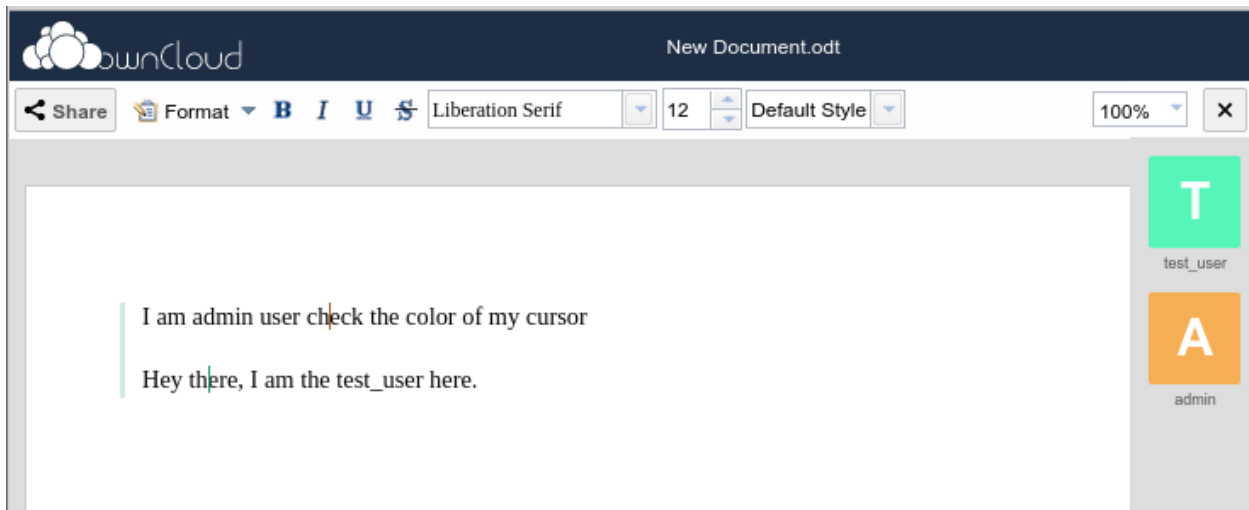 ownCloud
New Document.odt
Share Format B I U S Liberation Serif 12 Default Style 100% ×
T
test_user
I am admin user check the color of my cursor
A
Hey there, I am the test_user here.
admin